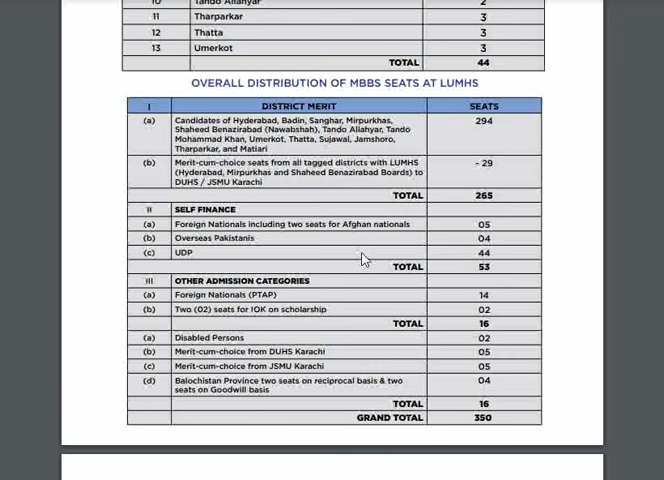 10 Tando Allahyar 2
11 Tharparkar 3
12 Thatta 3
13 Umerkot 3
TOTAL 44
OVERALL DISTRIBUTION OF MBBS SEATS AT LUMHS
I DISTRICT MERIT SEATS
(a) Candidates of Hyderabad, Badin, Sanghar, Mirpurkhas, 294
Shaheed Benazirabad (Nawabshah), Tando Allahyar, Tando
Mohammad Khan, Umerkot, Thatta, Sujawal, Jamshoro,
Tharparkar, and Matiari
(b) Merit-cum-choice seats from all tagged districts with LUMHS - 29
(Hyderabad, Mirpurkhas and Shaheed Benazirabad Boards) to
DUHS / JSMU Karachi
TOTAL 265
II SELF FINANCE
(a) Foreign Nationals including two seats for Afghan nationals 05
(b) Overseas Pakistanis 04
(c) UDP 44
TOTAL 53
III OTHER ADMISSION CATEGORIES
(a) Foreign Nationals (PTAP) 14
(b) Two (02) seats for IOK on scholarship 02
TOTAL 16
(a) Disabled Persons 02
(b) Merit-cum-choice from DUHS Karachi 05
(c) Merit-cum-choice from JSMU Karachi 05
(d) Balochistan Province two seats on reciprocal basis & two 04
seats on Goodwill basis
TOTAL 16
GRAND TOTAL 350